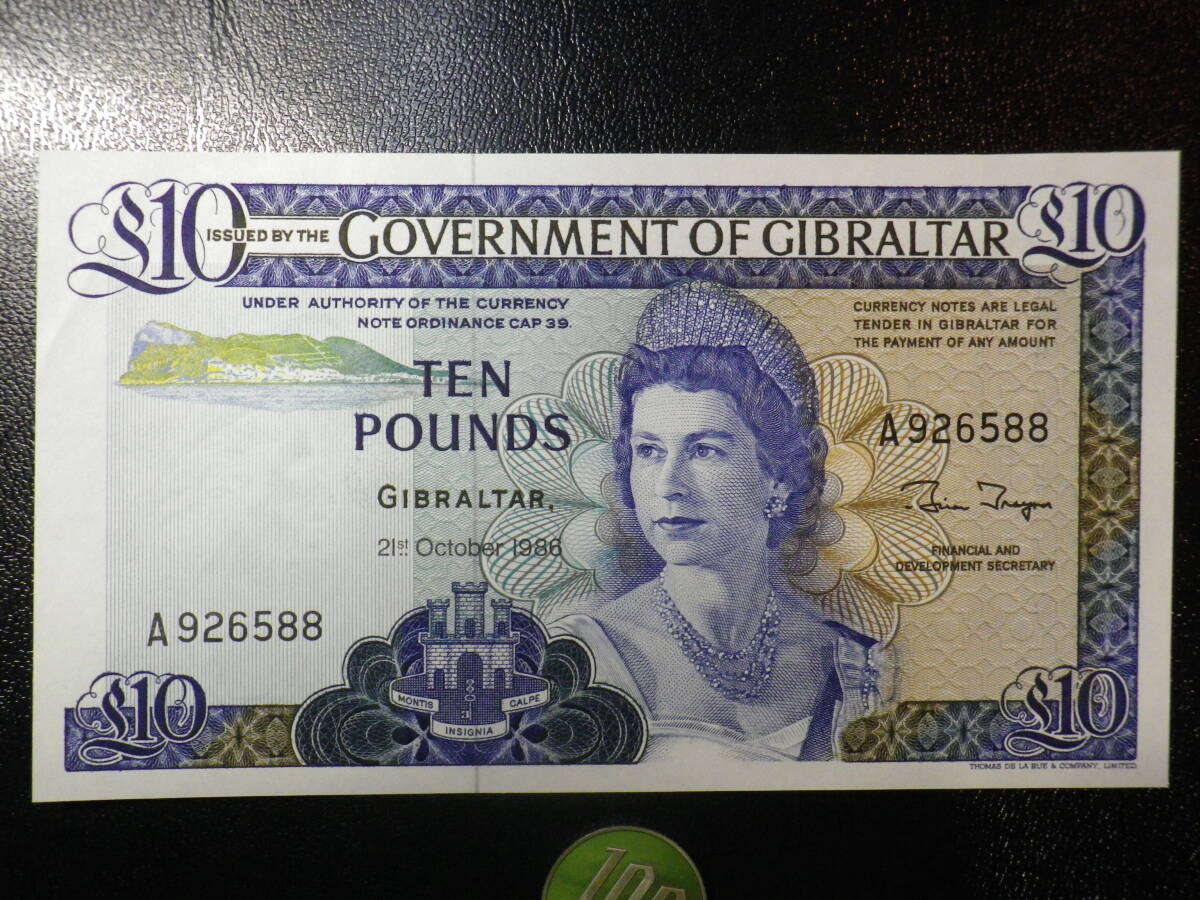 £10 ISSUED BY THE GOVERNMENT OF GIBRALTAR £10
UNDER AUTHORITY OF THE CURRENCY
NOTE ORDINANCE CAP 39.
CURRENCY NOTES ARE LEGAL
TENDER IN GIBRALTAR FOR
THE PAYMENT OF ANY AMOUNT
TEN
POUNDS
A926588
GIBRALTAR,
21st October 1986
FINANCIAL AND
DEVELOPMENT SECRETARY
A926588
MONTIS CALPE
INSIGNIA
£10 £10
THOMAS DE LA RUE & COMPANY, LIMITED.